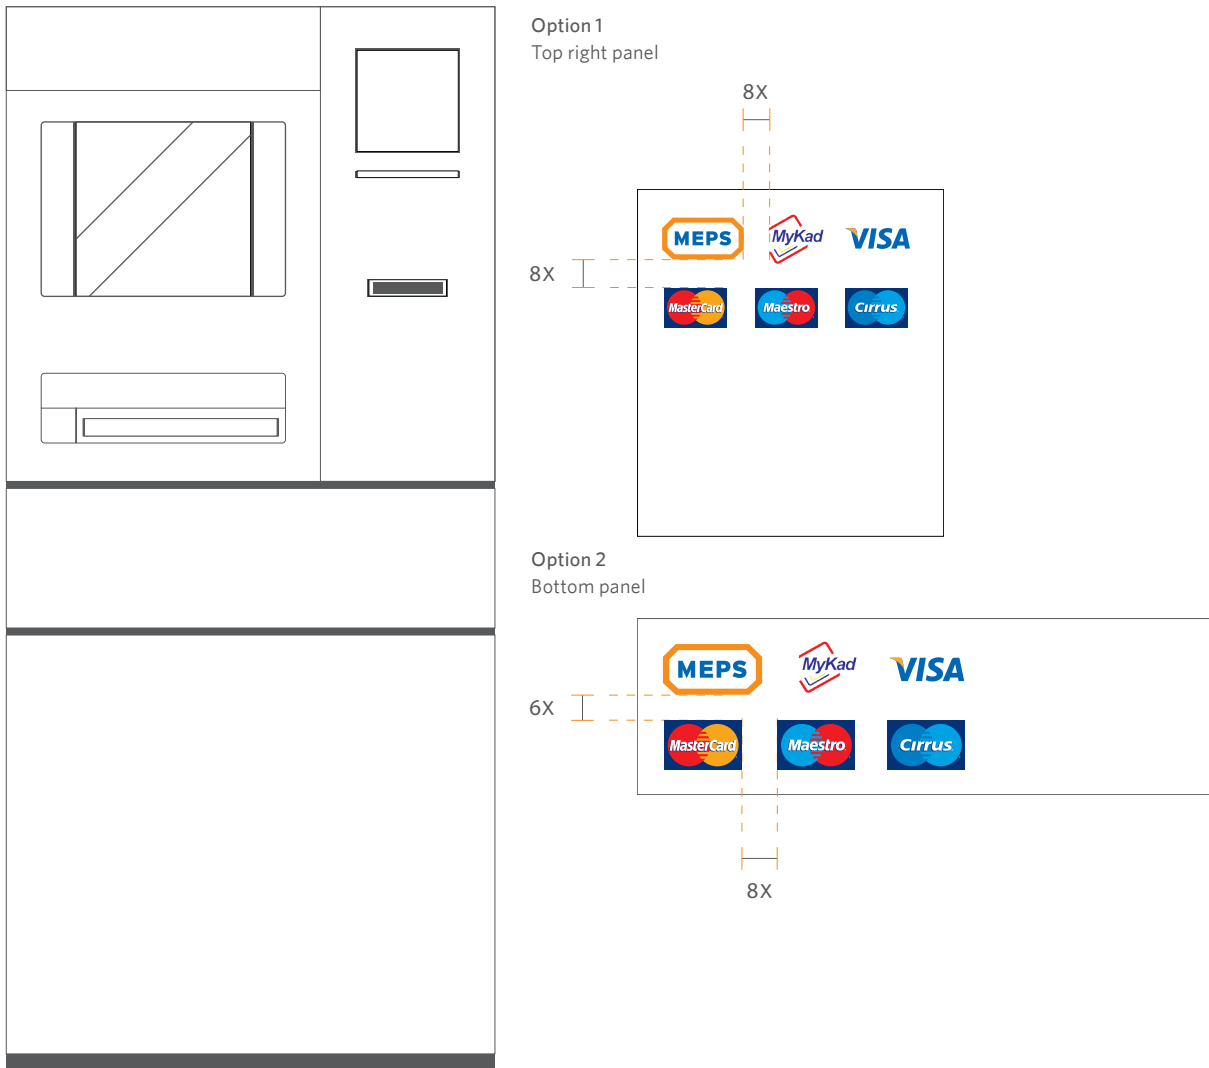 Option 1
Top right panel
8X
8X
MEPS MyKad VISA
MasterCard Maestro Cirrus
Option 2
Bottom panel
6X
MEPS MyKad VISA
MasterCard Maestro Cirrus
8X